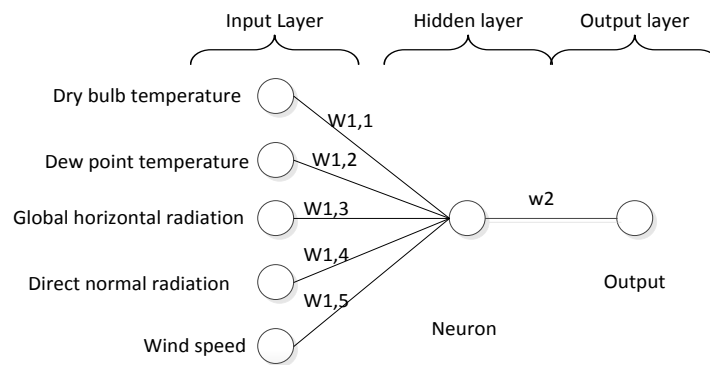 Input Layer
Hidden layer
Output layer
Dry bulb temperature
W1,1
Dew point temperature
W1,2
Global horizontal radiation
W1,3
w2
Direct normal radiation
W1,4
Output
W1,5
Neuron
Wind speed